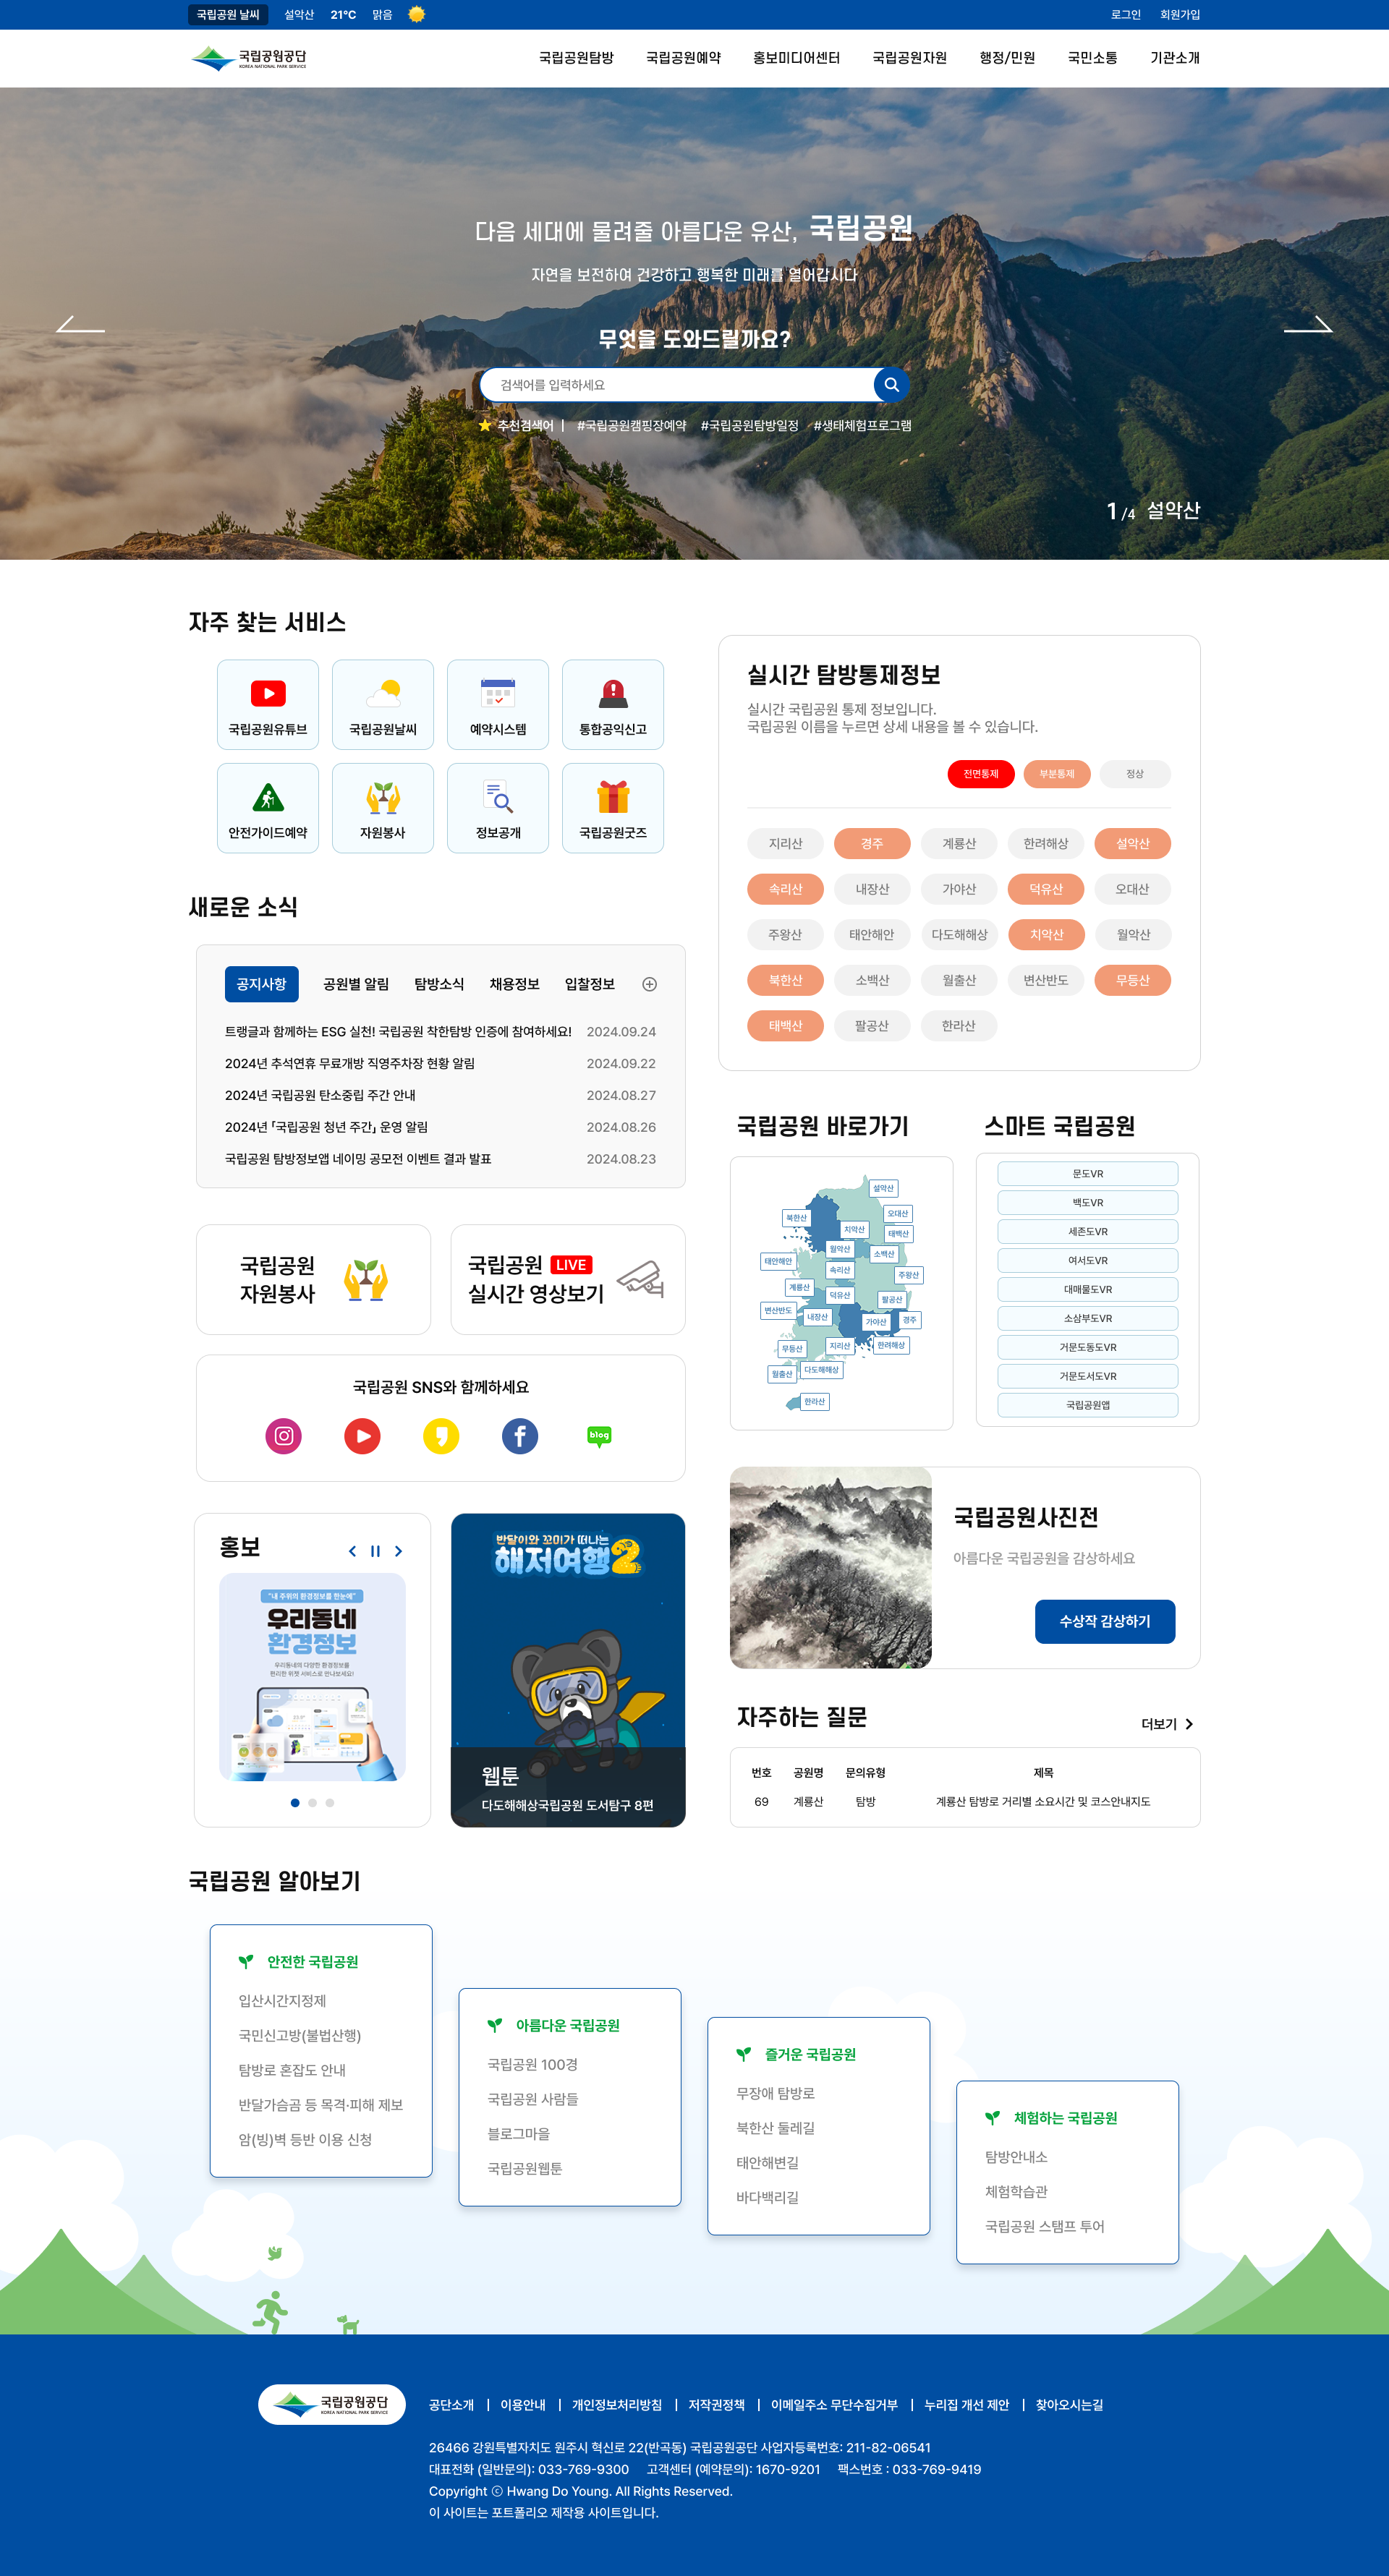 국립공원 날씨 설악산 21°C 맑음 로그인 회원가입
국립공원공단
KOREA NATIONAL PARK SERVICE
국립공원탐방 국립공원예약 홍보미디어센터 국립공원자원 행정/민원 국민소통 기관소개
다음 세대에 물려줄 아름다운 유산, 국립공원
자연을 보전하여 건강하고 행복한 미래를 열어갑시다
무엇을 도와드릴까요?
검색어를 입력하세요
추천검색어 | #국립공원캠핑장예약 #국립공원탐방일정 #생태체험프로그램
1/4 설악산
자주 찾는 서비스
국립공원유튜브 국립공원날씨 예약시스템 통합공익신고
안전가이드예약 자원봉사 정보공개 국립공원굿즈
실시간 탐방통제정보
실시간 국립공원 통제 정보입니다.
국립공원 이름을 누르면 상세 내용을 볼 수 있습니다.
전면통제 부분통제 정상
지리산 경주 계룡산 한려해상 설악산
속리산 내장산 가야산 덕유산 오대산
주왕산 태안해안 다도해해상 치악산 월악산
북한산 소백산 월출산 변산반도 무등산
태백산 팔공산 한라산
새로운 소식
공지사항 공원별 알림 탐방소식 채용정보 입찰정보
트랭글과 함께하는 ESG 실천! 국립공원 착한탐방 인증에 참여하세요! 2024.09.24
2024년 추석연휴 무료개방 직영주차장 현황 알림 2024.09.22
2024년 국립공원 탄소중립 주간 안내 2024.08.27
2024년 「국립공원 청년 주간」 운영 알림 2024.08.26
국립공원 탐방정보앱 네이밍 공모전 이벤트 결과 발표 2024.08.23
국립공원
자원봉사
국립공원 LIVE
실시간 영상보기
국립공원 SNS와 함께하세요
blog
국립공원 바로가기
설악산
북한산
오대산
치악산
태백산
월악산
소백산
태안해안
속리산
주왕산
계룡산
덕유산
팔공산
변산반도
내장산
가야산
경주
무등산
지리산
한려해상
월출산
다도해해상
한라산
스마트 국립공원
문도VR
백도VR
세존도VR
여서도VR
대매물도VR
소삼부도VR
거문도동도VR
거문도서도VR
국립공원앱
홍보
"내 주위의 환경정보를 한눈에"
우리동네
환경정보
우리동네의 다양한 환경정보를
편리한 위젯 서비스로 만나보세요!
반달이와 꼬미가 떠나는
해저여행2
웹툰
다도해해상국립공원 도서탐구 8편
국립공원사진전
아름다운 국립공원을 감상하세요
수상작 감상하기
자주하는 질문
더보기
번호 공원명 문의유형 제목
69 계룡산 탐방 계룡산 탐방로 거리별 소요시간 및 코스안내지도
국립공원 알아보기
안전한 국립공원
입산시간지정제
국민신고방(불법산행)
탐방로 혼잡도 안내
반달가슴곰 등 목격·피해 제보
암(빙)벽 등반 이용 신청
아름다운 국립공원
국립공원 100경
국립공원 사람들
블로그마을
국립공원웹툰
즐거운 국립공원
무장애 탐방로
북한산 둘레길
태안해변길
바다백리길
체험하는 국립공원
탐방안내소
체험학습관
국립공원 스탬프 투어
국립공원공단
KOREA NATIONAL PARK SERVICE
공단소개 | 이용안내 | 개인정보처리방침 | 저작권정책 | 이메일주소 무단수집거부 | 누리집 개선 제안 | 찾아오시는길
26466 강원특별자치도 원주시 혁신로 22(반곡동) 국립공원공단 사업자등록번호: 211-82-06541
대표전화 (일반문의): 033-769-9300 고객센터 (예약문의): 1670-9201 팩스번호 : 033-769-9419
Copyright ⓒ Hwang Do Young. All Rights Reserved.
이 사이트는 포트폴리오 제작용 사이트입니다.